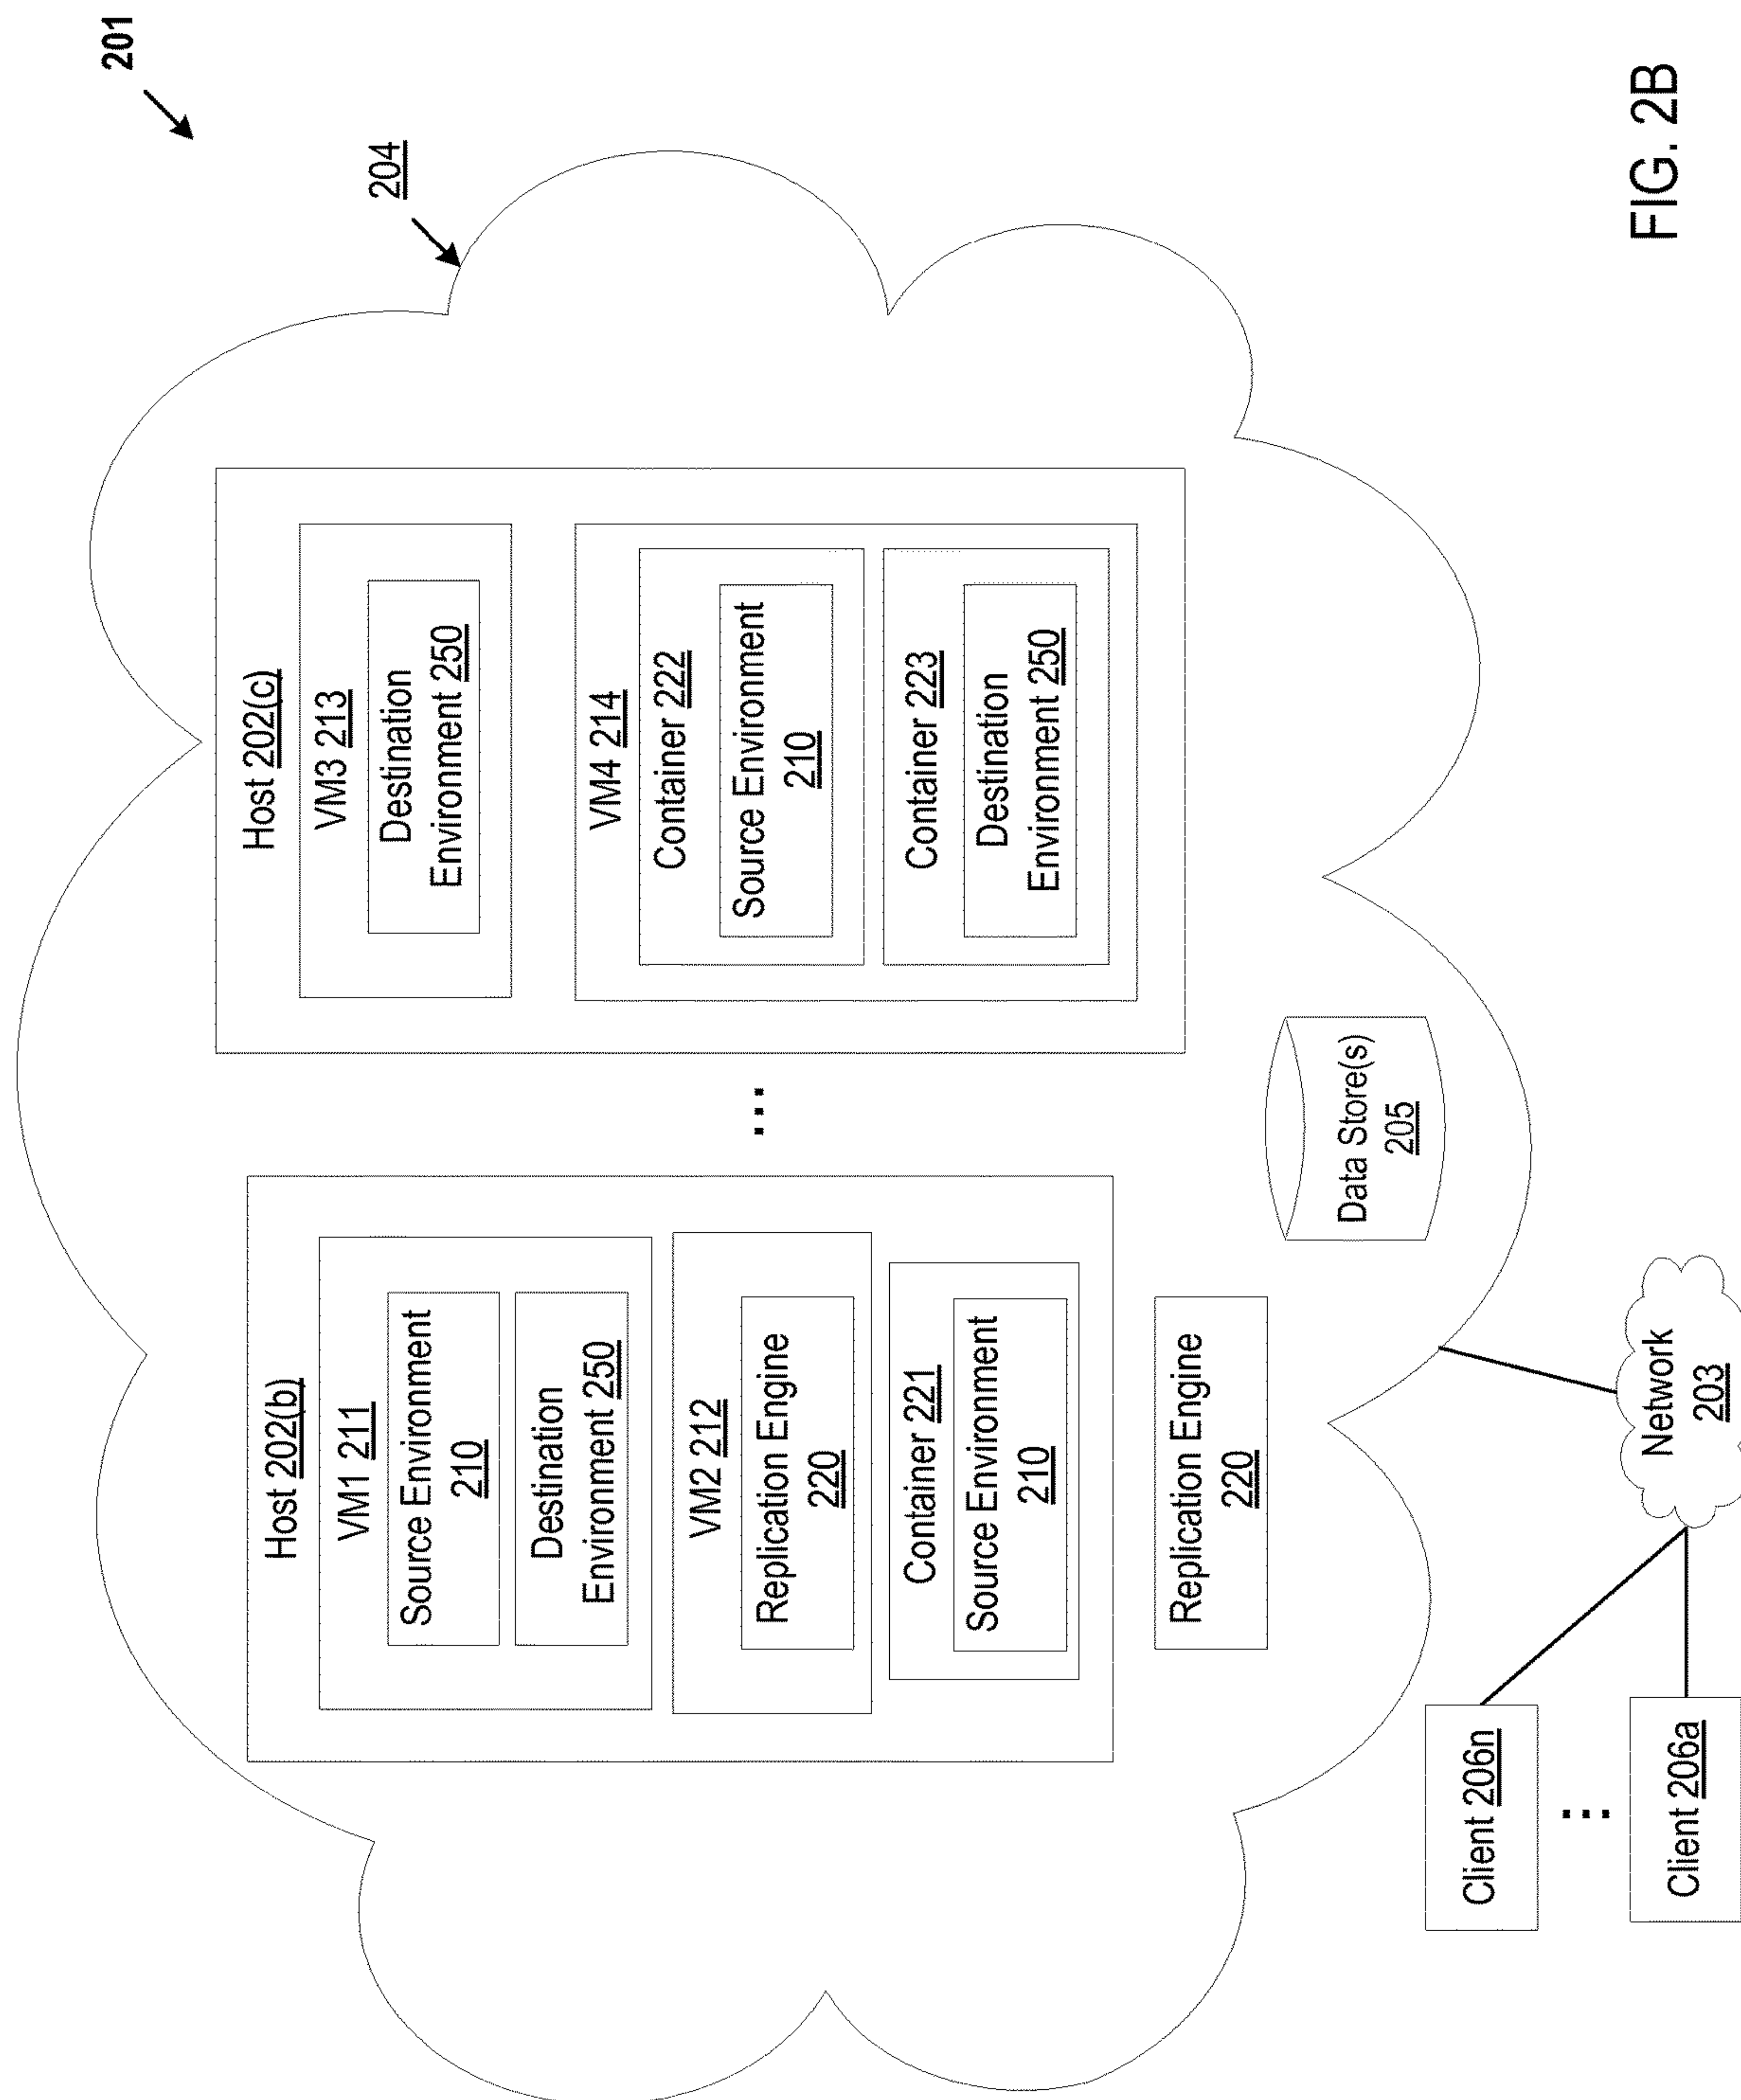 201
204
Host 202(b)
VM1 211
Source Environment
210
Destination
Environment 250
VM2 212
Replication Engine
220
Container 221
Source Environment
210
Replication Engine
220
...
Host 202(c)
VM3 213
Destination
Environment 250
VM4 214
Container 222
Source Environment
210
Container 223
Destination
Environment 250
Data Store(s)
205
Client 206n
...
Client 206a
Network
203
FIG. 2B